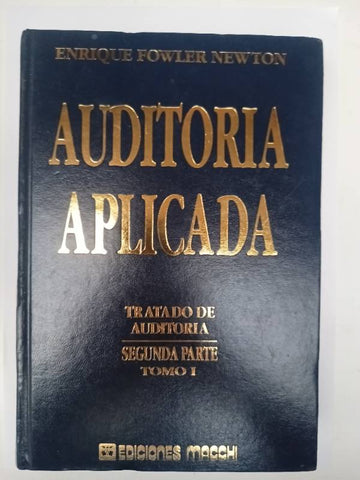 ENRIQUE FOWLER NEWTON
AUDITORIA
APLICADA
TRATADO DE
AUDITORIA
SEGUNDA PARTE
TOMO I
EDICIONES MACCHI